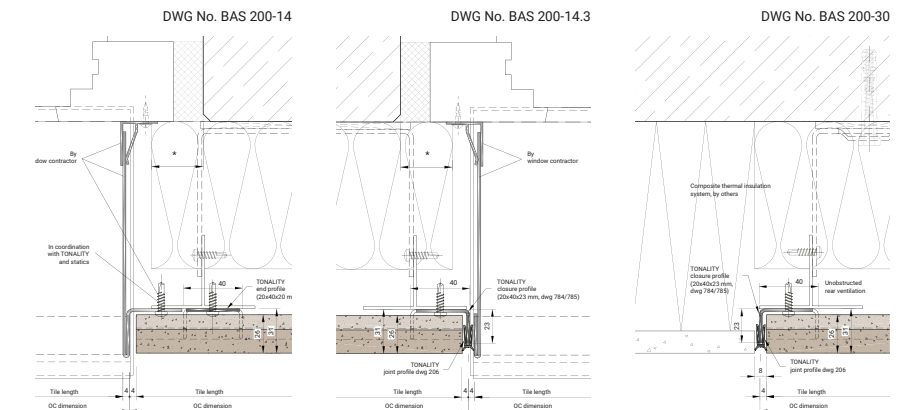 DWG No. BAS 200-14
*
By
dow contractor
In coordination
with TONALITY
and statics
40
TONALITY
and profile
(20x40x20 m
26
31
4 4
Tile length
Tile length
OC dimension
OC dimension
DWG No. BAS 200-14.3
*
By
window contractor
40
TONALITY
closure profile
(20x40x23 mm, dwg 784/785)
31
26
23
TONALITY
joint profile dwg 206
4 4
Tile length
Tile length
OC dimension
OC dimension
DWG No. BAS 200-30
Composite thermal insulation
system, by others
TONALITY
closure profile
(20x40x23 mm,
dwg 784/785)
40
Unobstructed
rear ventilation
23
26
31
TONALITY
joint profile dwg 206
8
4
Tile length
OC dimension